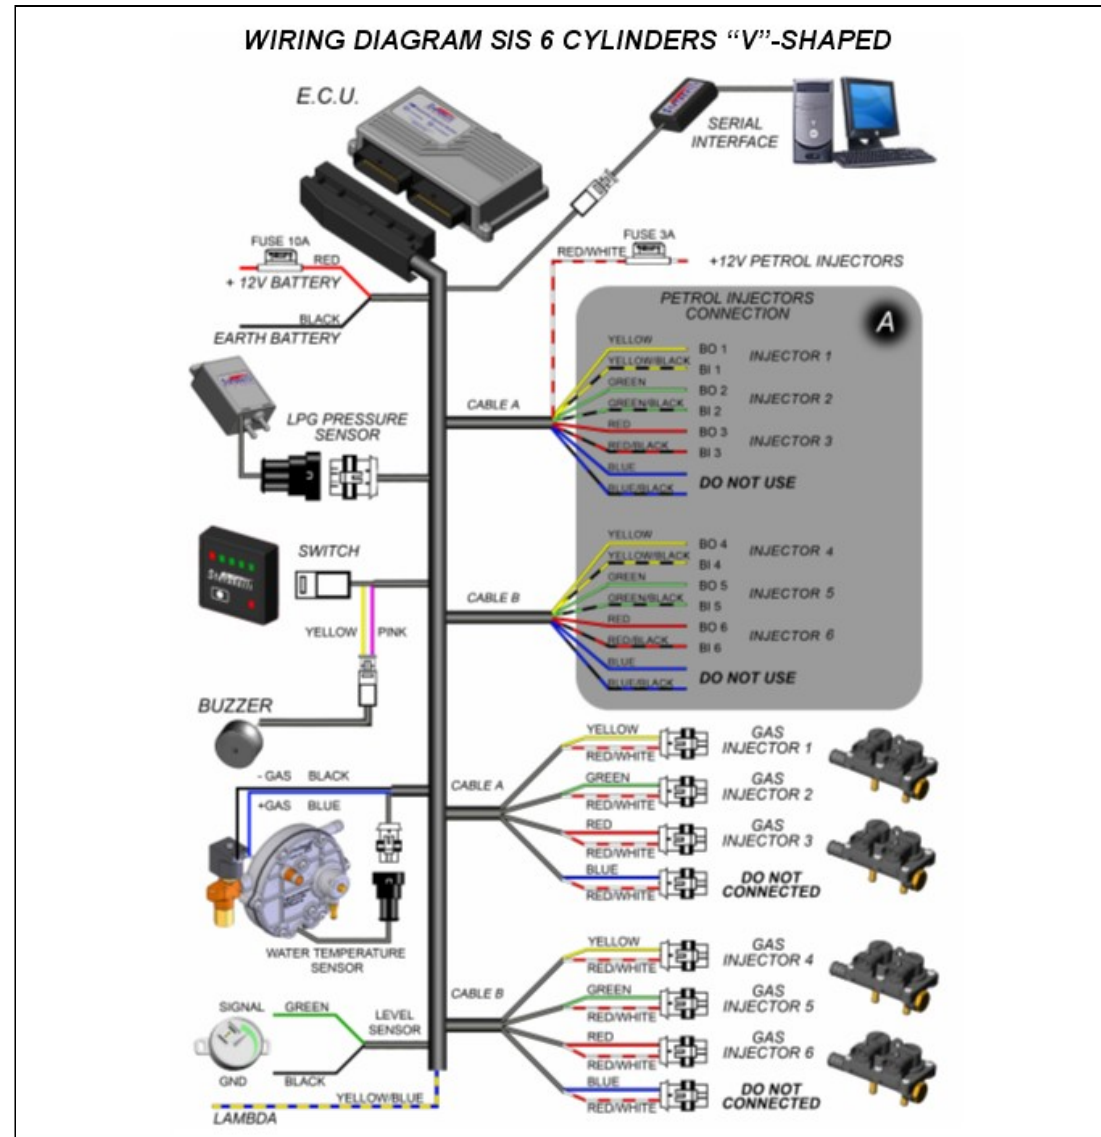 WIRING DIAGRAM SIS 6 CYLINDERS “V”-SHAPED
E.C.U.
SERIAL
INTERFACE
FUSE 10A
RED
+ 12V BATTERY
BLACK
EARTH BATTERY
RED/WHITE
FUSE 3A
+12V PETROL INJECTORS
PETROL INJECTORS
CONNECTION
A
CABLE A
YELLOW
BO 1
YELLOW/BLACK
BI 1
INJECTOR 1
GREEN
BO 2
GREEN/BLACK
BI 2
INJECTOR 2
RED
BO 3
RED/BLACK
BI 3
INJECTOR 3
BLUE
BLUE/BLACK
DO NOT USE
LPG PRESSURE
SENSOR
SWITCH
YELLOW
PINK
BUZZER
CABLE B
YELLOW
BO 4
YELLOW/BLACK
BI 4
INJECTOR 4
GREEN
BO 5
GREEN/BLACK
BI 5
INJECTOR 5
RED
BO 6
RED/BLACK
BI 6
INJECTOR 6
BLUE
BLUE/BLACK
DO NOT USE
- GAS BLACK
+GAS BLUE
WATER TEMPERATURE
SENSOR
CABLE A
YELLOW
RED/WHITE
GAS
INJECTOR 1
GREEN
RED/WHITE
GAS
INJECTOR 2
RED
RED/WHITE
GAS
INJECTOR 3
BLUE
RED/WHITE
DO NOT
CONNECTED
CABLE B
YELLOW
RED/WHITE
GAS
INJECTOR 4
GREEN
RED/WHITE
GAS
INJECTOR 5
RED
RED/WHITE
GAS
INJECTOR 6
BLUE
RED/WHITE
DO NOT
CONNECTED
SIGNAL
GREEN
LEVEL
SENSOR
GND
BLACK
YELLOW/BLUE
LAMBDA